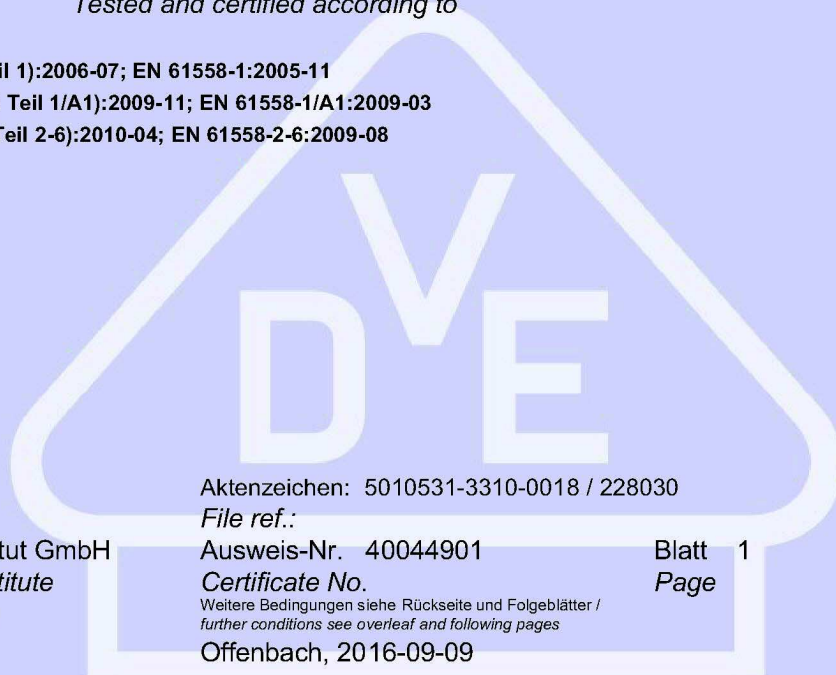 Tested and certified according to
il 1):2006-07; EN 61558-1:2005-11
Teil 1/A1):2009-11; EN 61558-1/A1:2009-03
Teil 2-6):2010-04; EN 61558-2-6:2009-08
V
D E
Aktenzeichen: 5010531-3310-0018 / 228030
File ref.:
tut GmbH Ausweis-Nr. 40044901 Blatt 1
titute Certificate No. Page
Weitere Bedingungen siehe Rückseite und Folgeblätter /
further conditions see overleaf and following pages
Offenbach, 2016-09-09